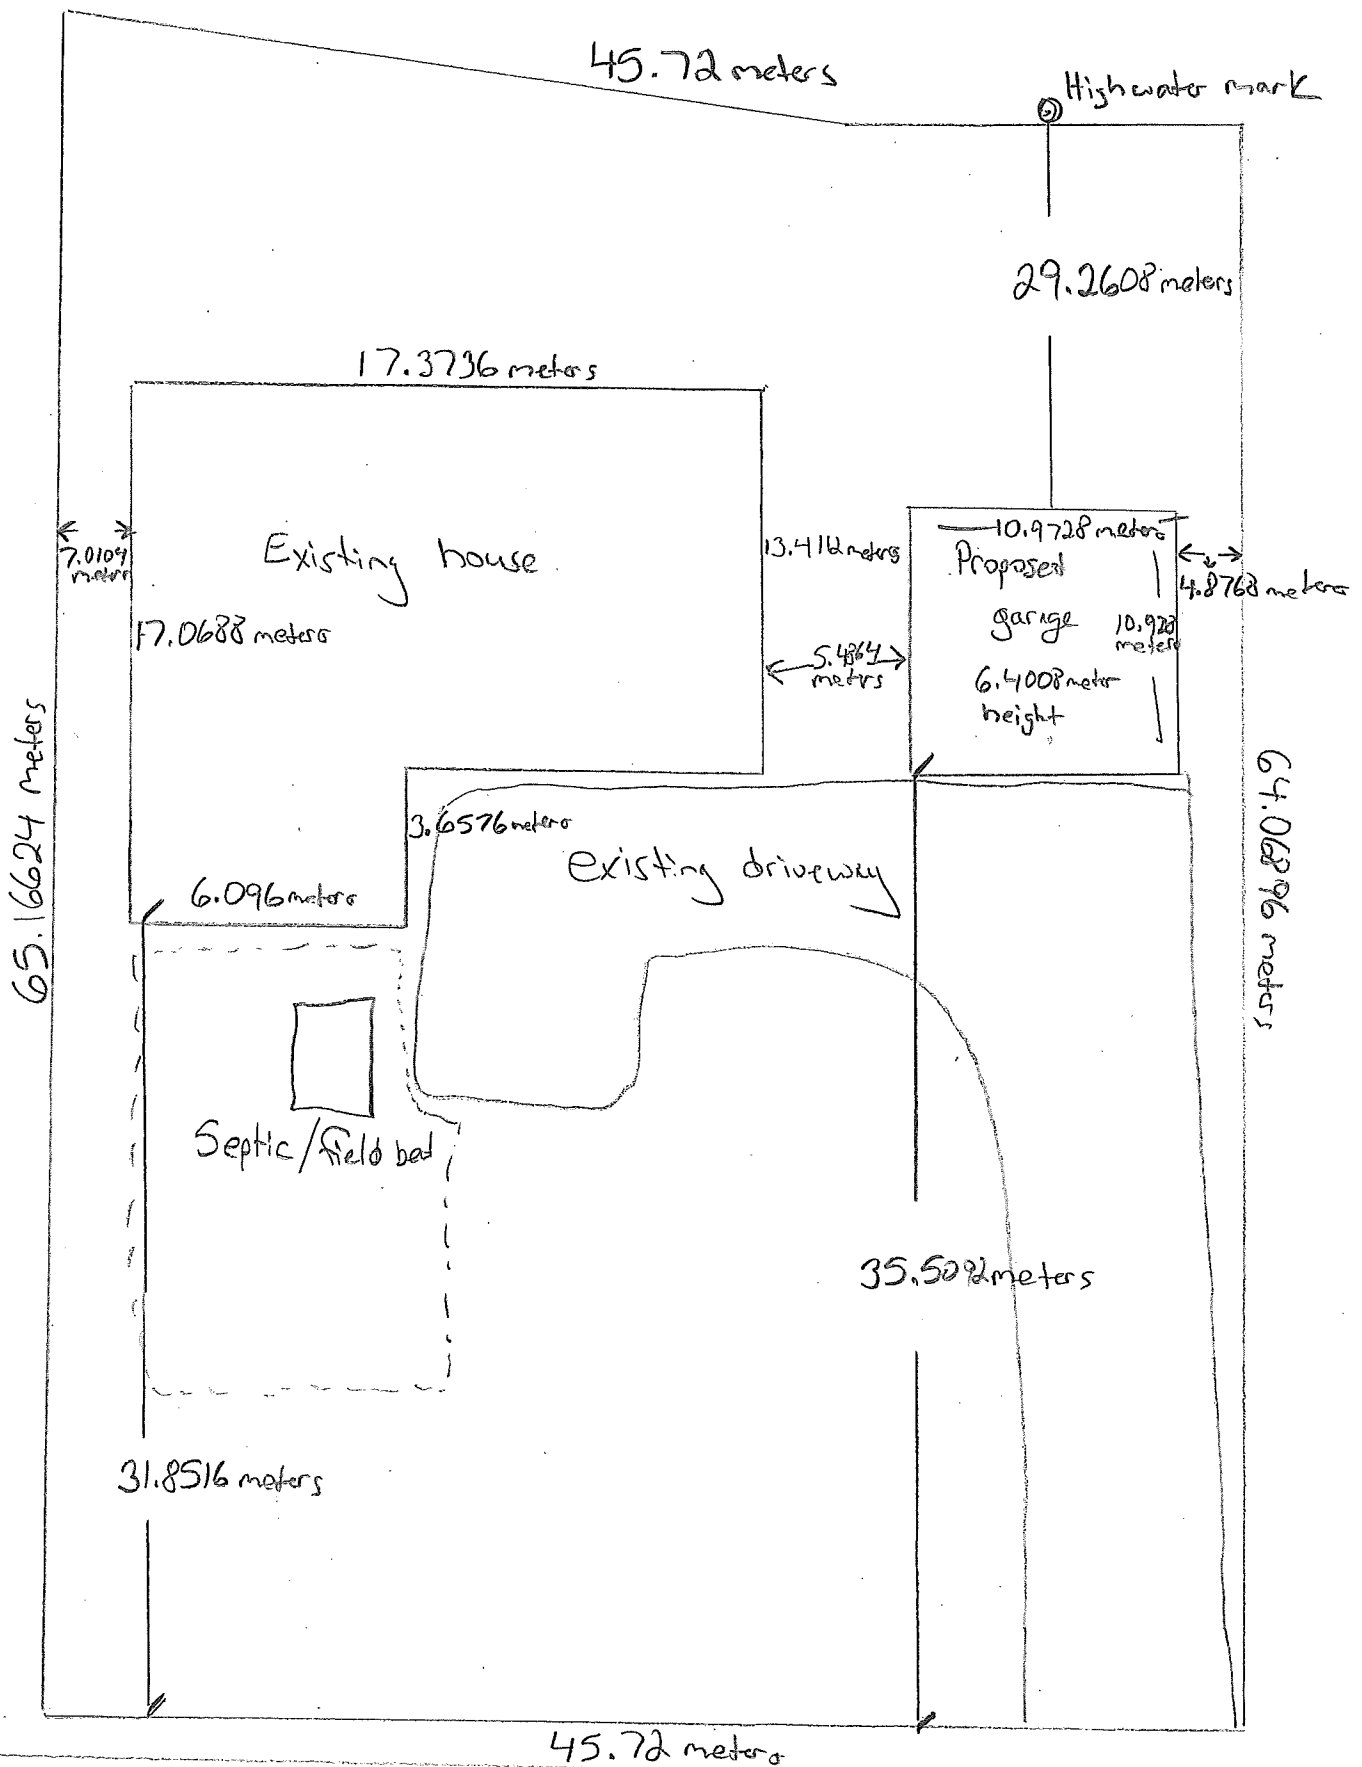 45.72 meters
Highwater mark
29.2608 meters
17.3736 meters
Existing house
7.0104
meters
17.0688 meters
13.4112 meters
10.9728 meters
Proposed
garage
10.928
meters
6.4008 meter
height
4.8768 meters
5.4864
meters
65.16624 meters
64.068896 meters
3.6576 meters
existing driveway
6.096 meters
Septic/field bed
35.5092 meters
31.8516 meters
45.72 meters